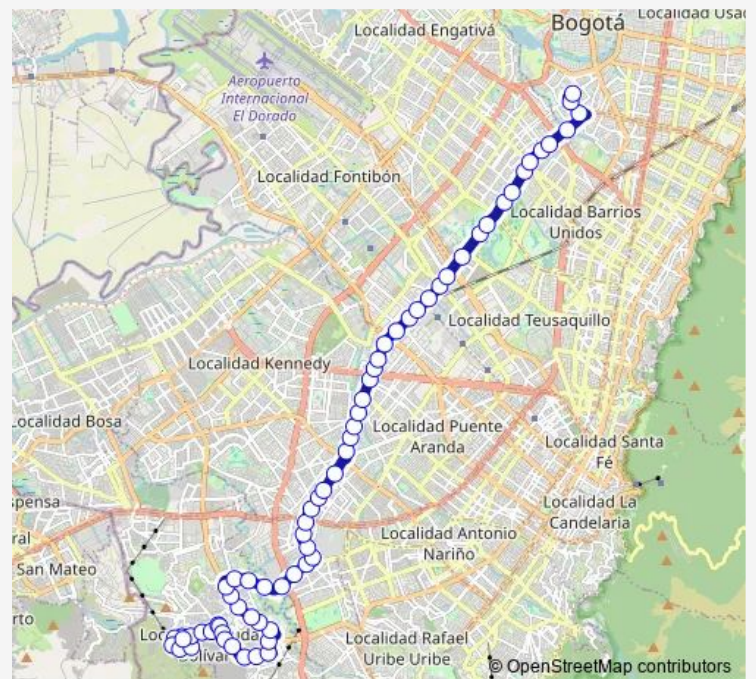 Bogotá
Localidad Usa
Localidad Engativá
Aeropuerto
Internacional
El Dorado
Localidad Fontibón
Localidad Barrios
Unidos
Localidad Teusaquillo
Localidad Kennedy
Localidad Bosa
Localidad Puente
Aranda
Localidad Santa
Fé
Localidad La
Candelaria
pensa
ral
San Mateo
Localidad Antonio
Nariño
rto
Localidad Rafael
Uribe Uribe
© OpenStreetMap contributors